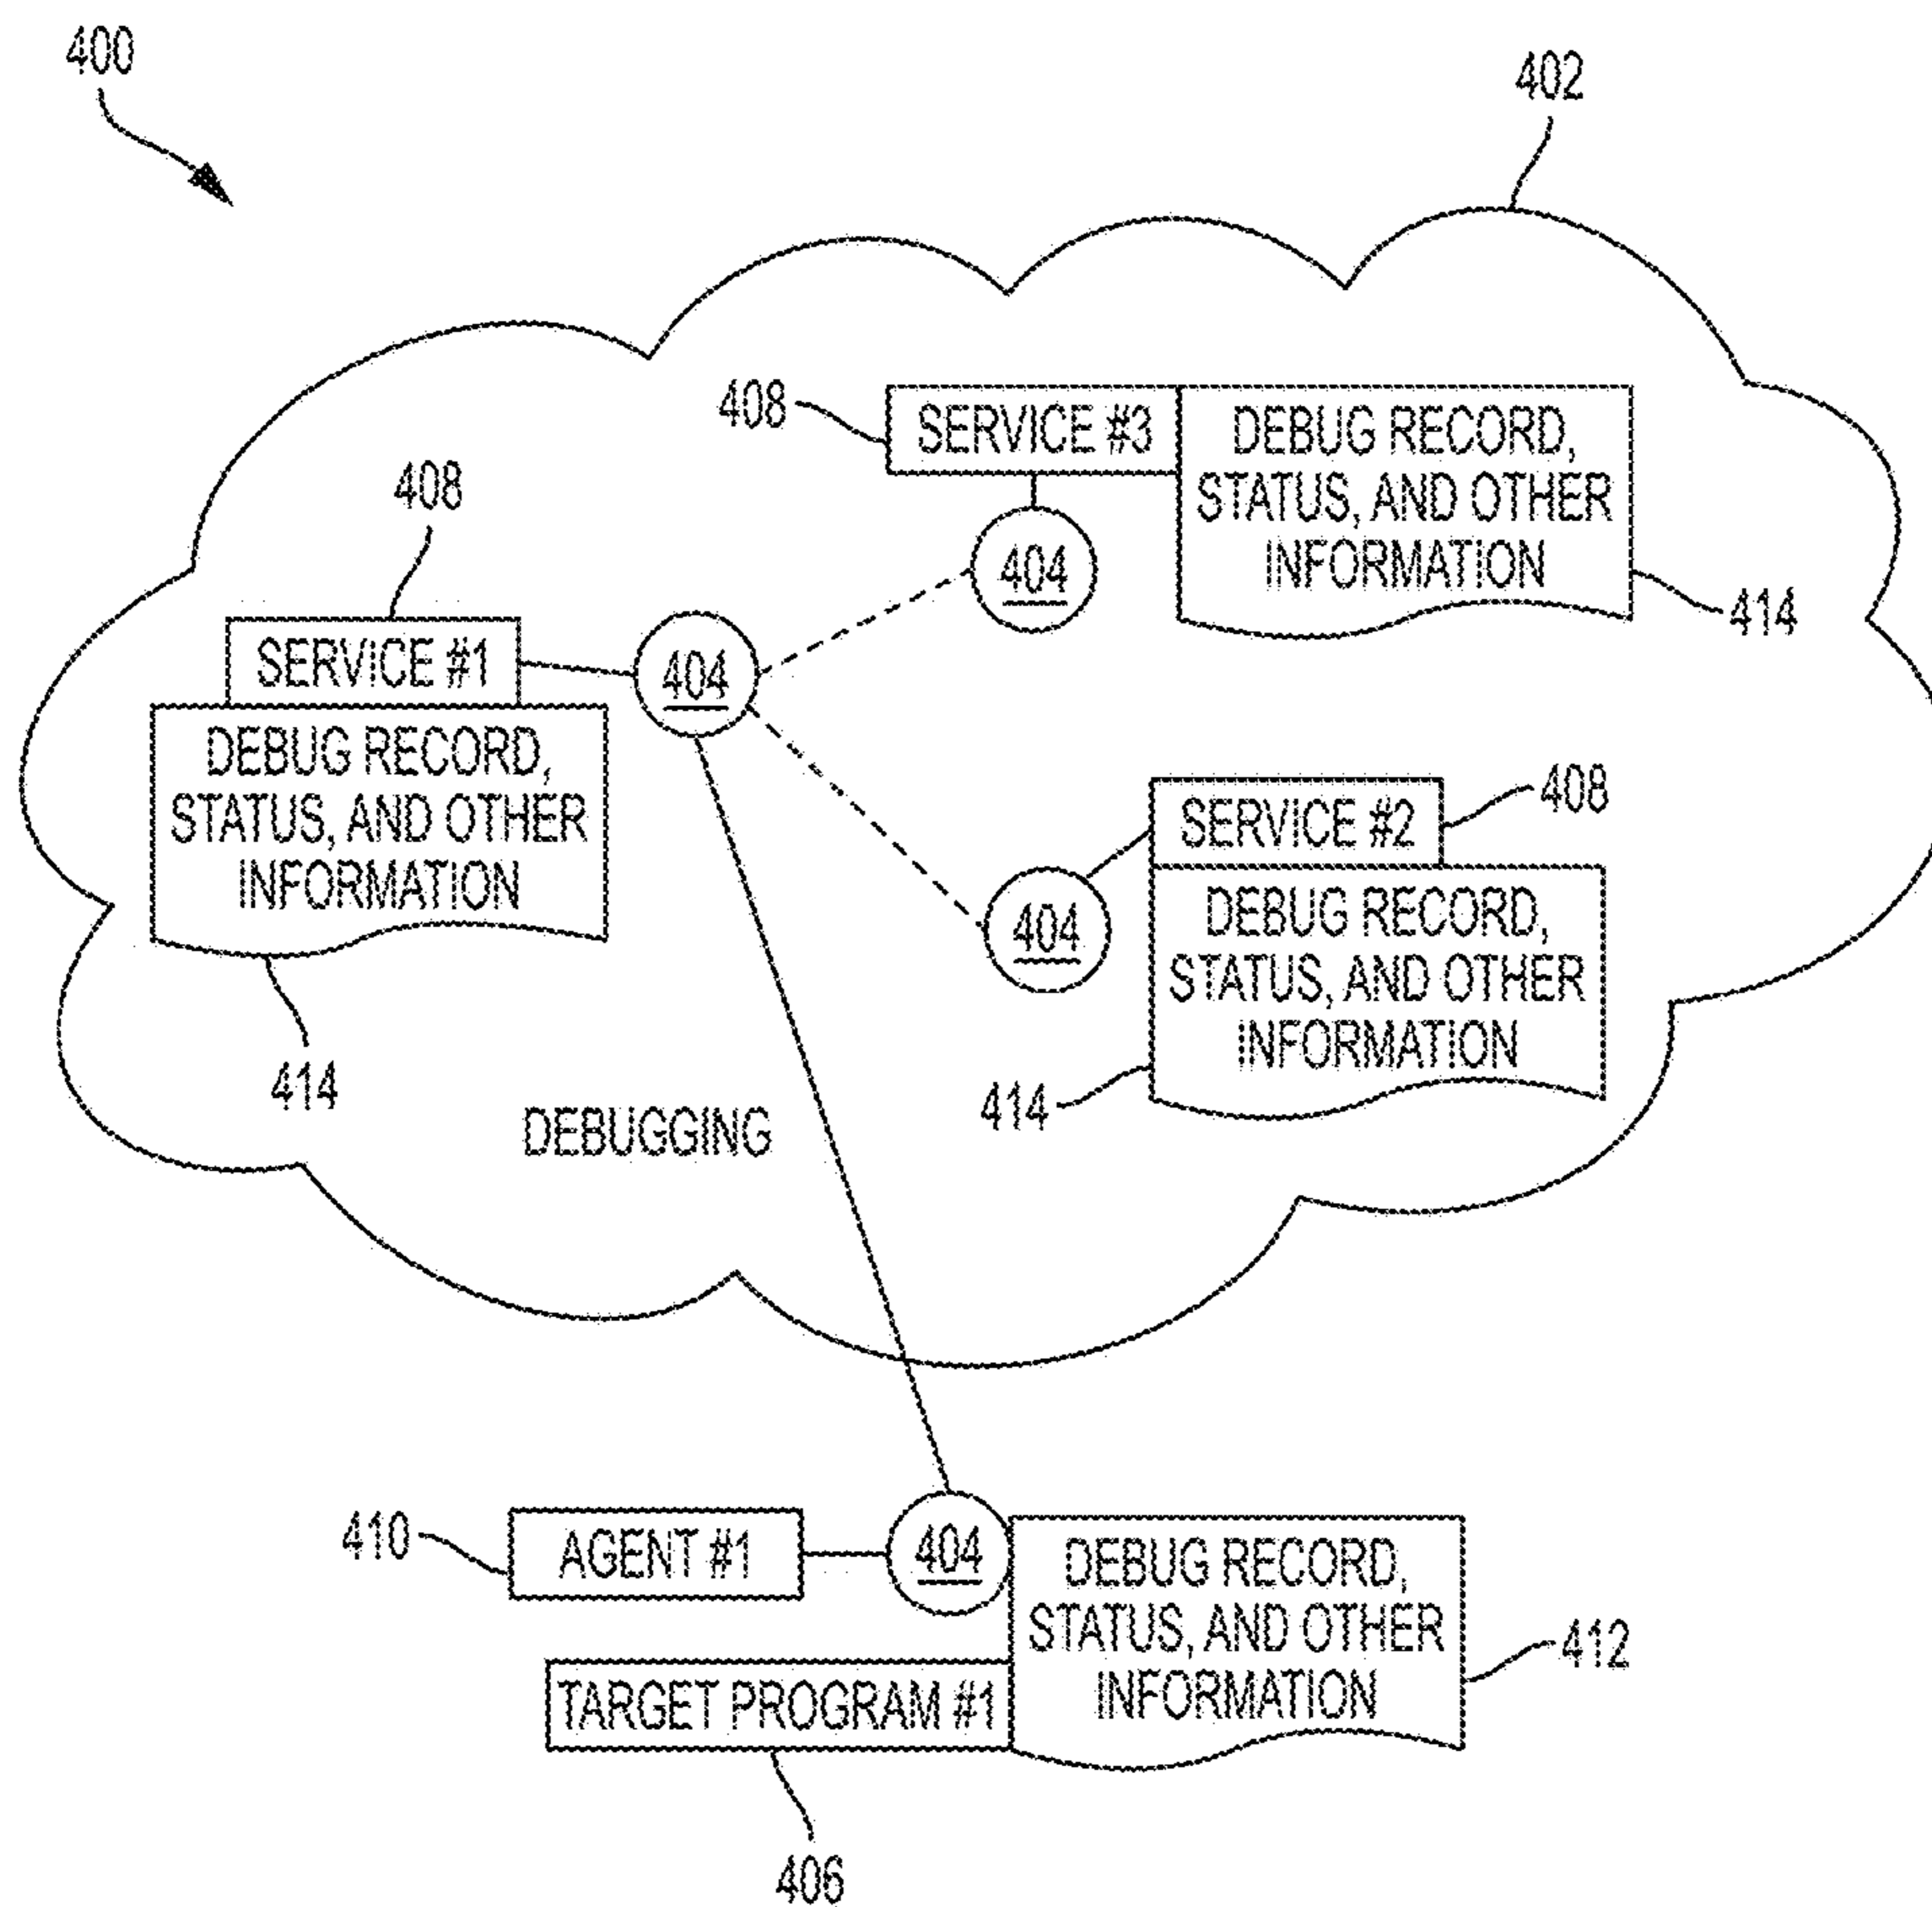 400
402
408
SERVICE #3
DEBUG RECORD,
STATUS, AND OTHER
INFORMATION
404
414
408
SERVICE #1
404
DEBUG RECORD,
STATUS, AND OTHER
INFORMATION
414
408
SERVICE #2
404
DEBUG RECORD,
STATUS, AND OTHER
INFORMATION
414
DEBUGGING
410
AGENT #1
404
DEBUG RECORD,
STATUS, AND OTHER
INFORMATION
412
TARGET PROGRAM #1
406